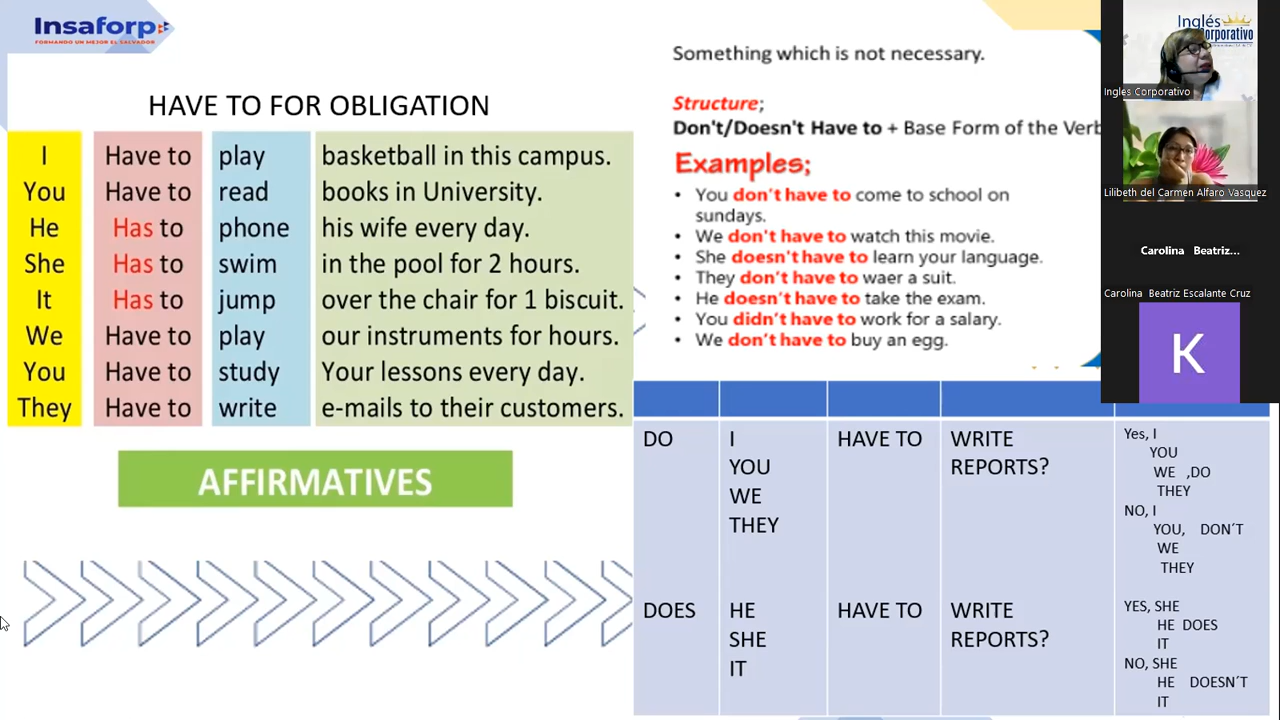 Insaforp
FORMANDO UN MEJOR EL SALVADOR
HAVE TO FOR OBLIGATION
I Have to play basketball in this campus.
You Have to read books in University.
He Has to phone his wife every day.
She Has to swim in the pool for 2 hours.
It Has to jump over the chair for 1 biscuit.
We Have to play our instruments for hours.
You Have to study Your lessons every day.
They Have to write e-mails to their customers.
AFFIRMATIVES
Something which is not necessary.
Structure;
Don't/Doesn't Have to + Base Form of the Verb
Examples;
• You don't have to come to school on
sundays.
• We don't have to watch this movie.
• She doesn't have to learn your language.
• They don't have to waer a suit.
• He doesn't have to take the exam.
• You didn't have to work for a salary.
• We don't have to buy an egg.
DO I HAVE TO WRITE
YOU REPORTS?
WE
THEY
Yes, I
YOU
WE ,DO
THEY
NO, I
YOU, DON´T
WE
THEY
DOES HE HAVE TO WRITE
SHE REPORTS?
IT
YES, SHE
HE DOES
IT
NO, SHE
HE DOESN´T
IT
Inglés
Corporativo
Ingles Corporativo
Lilibeth del Carmen Alfaro Vasquez
Carolina Beatriz...
Carolina Beatriz Escalante Cruz
K